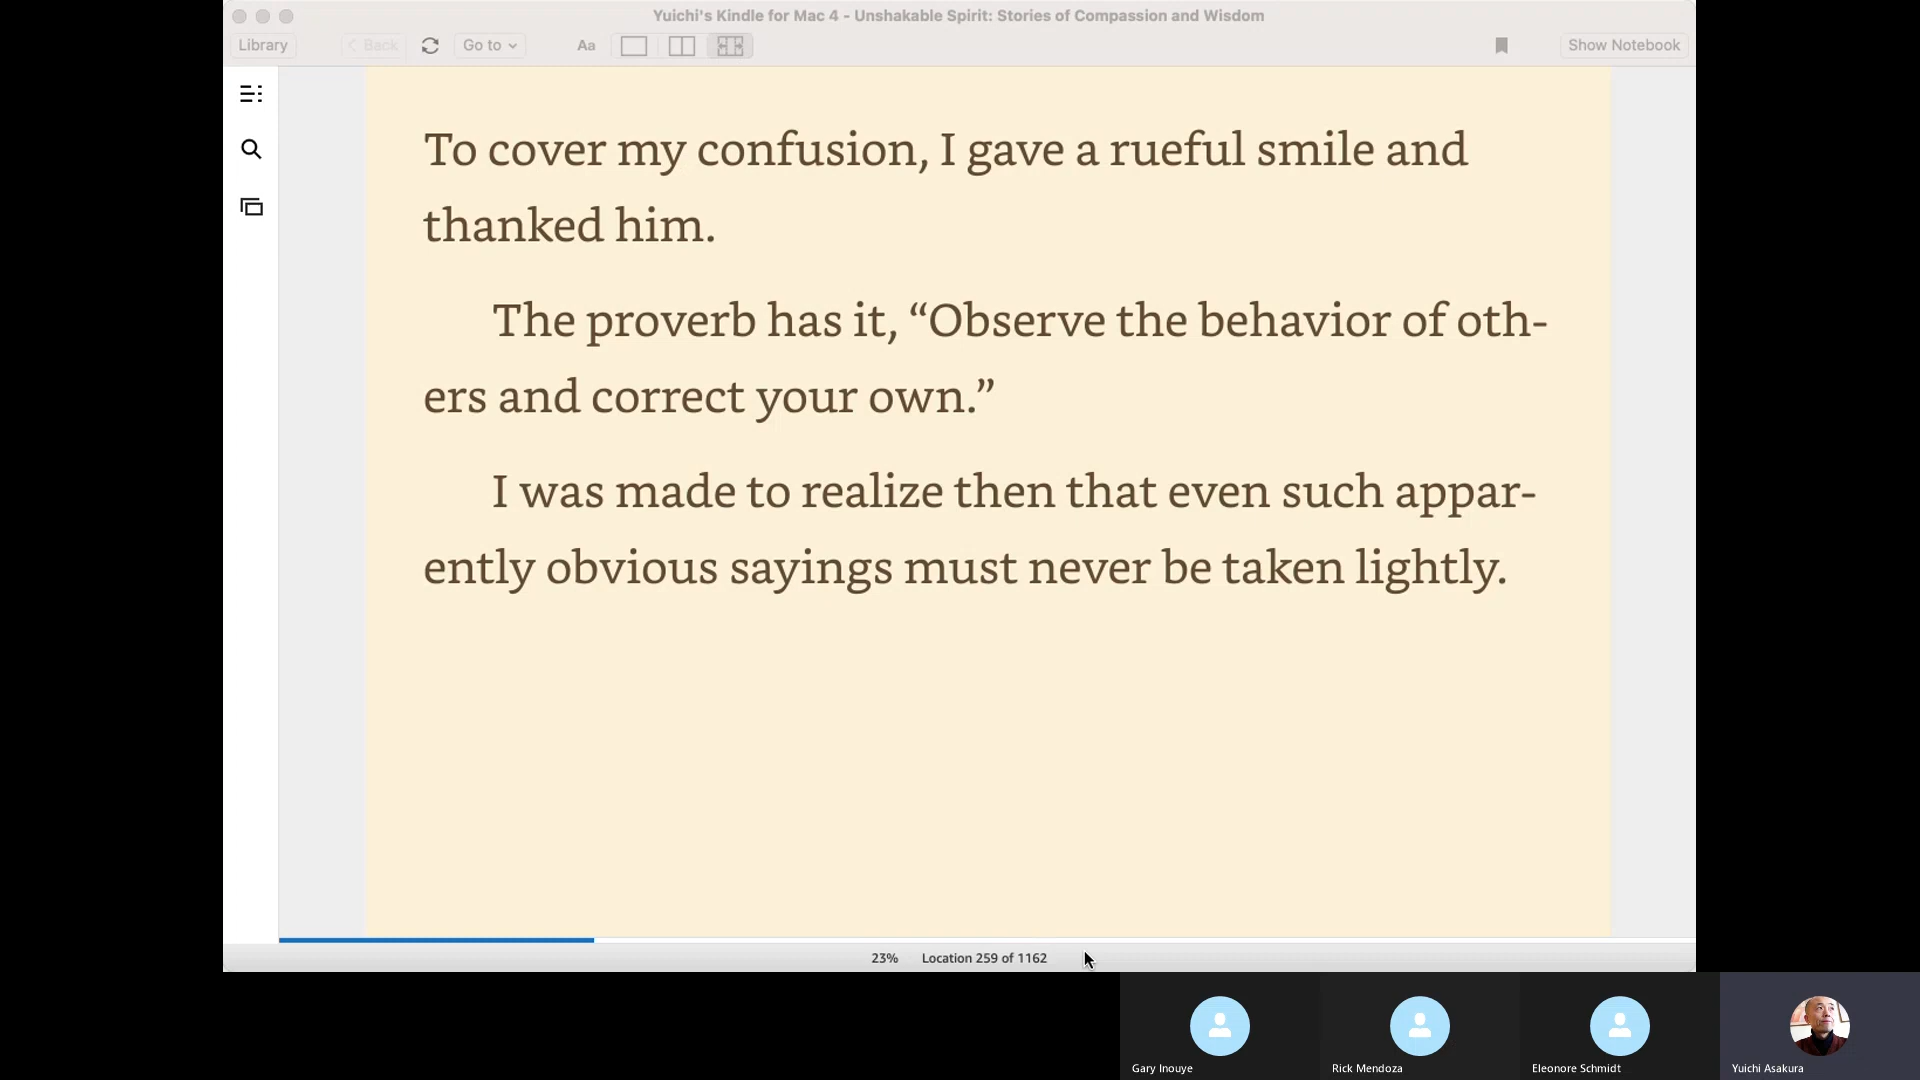 Yuichi's Kindle for Mac 4 - Unshakable Spirit: Stories of Compassion and Wisdom
Library
Back
Go to
Aa
Show Notebook
To cover my confusion, I gave a rueful smile and
thanked him.
The proverb has it, “Observe the behavior of oth-
ers and correct your own.”
I was made to realize then that even such appar-
ently obvious sayings must never be taken lightly.
23% Location 259 of 1162
Gary Inouye
Rick Mendoza
Eleonore Schmidt
Yuichi Asakura